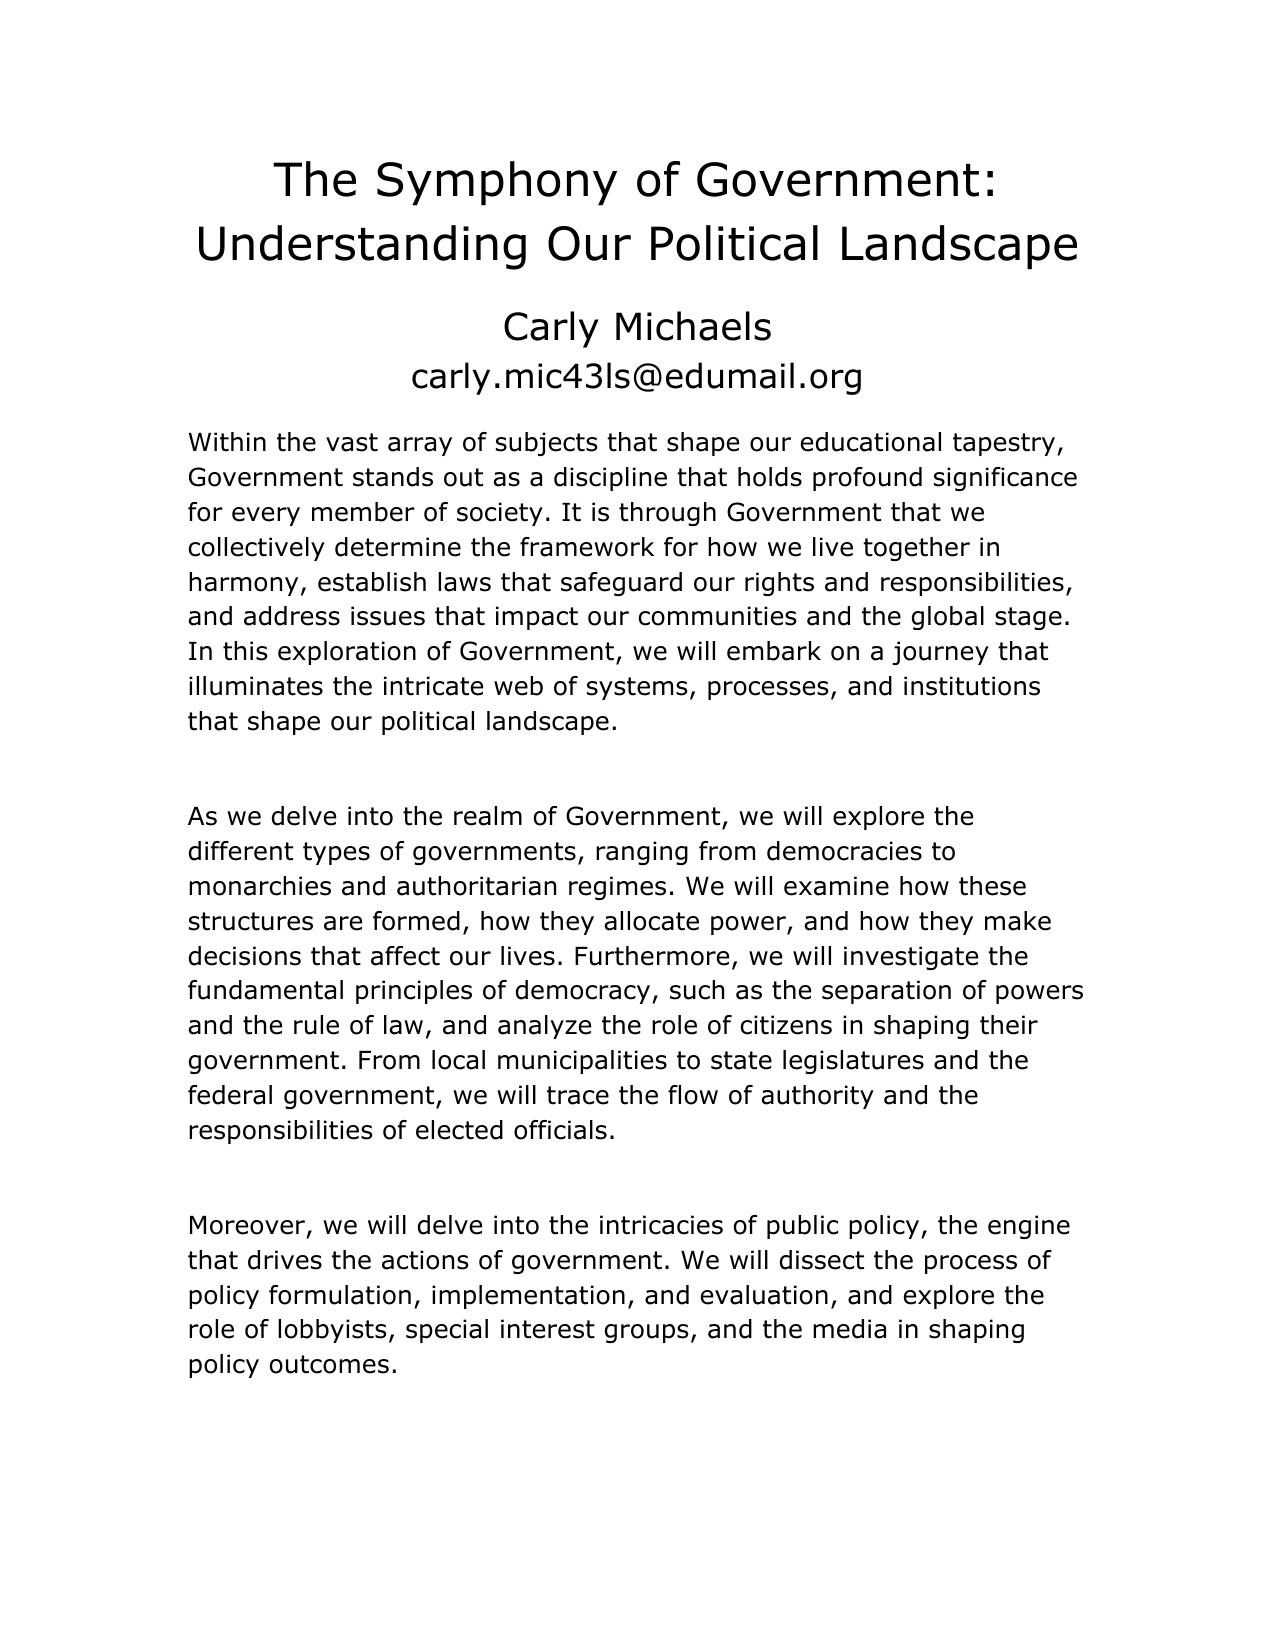 The Symphony of Government:
Understanding Our Political Landscape
Carly Michaels
carly.mic43ls@edumail.org
Within the vast array of subjects that shape our educational tapestry,
Government stands out as a discipline that holds profound significance
for every member of society. It is through Government that we
collectively determine the framework for how we live together in
harmony, establish laws that safeguard our rights and responsibilities,
and address issues that impact our communities and the global stage.
In this exploration of Government, we will embark on a journey that
illuminates the intricate web of systems, processes, and institutions
that shape our political landscape.
As we delve into the realm of Government, we will explore the
different types of governments, ranging from democracies to
monarchies and authoritarian regimes. We will examine how these
structures are formed, how they allocate power, and how they make
decisions that affect our lives. Furthermore, we will investigate the
fundamental principles of democracy, such as the separation of powers
and the rule of law, and analyze the role of citizens in shaping their
government. From local municipalities to state legislatures and the
federal government, we will trace the flow of authority and the
responsibilities of elected officials.
Moreover, we will delve into the intricacies of public policy, the engine
that drives the actions of government. We will dissect the process of
policy formulation, implementation, and evaluation, and explore the
role of lobbyists, special interest groups, and the media in shaping
policy outcomes.